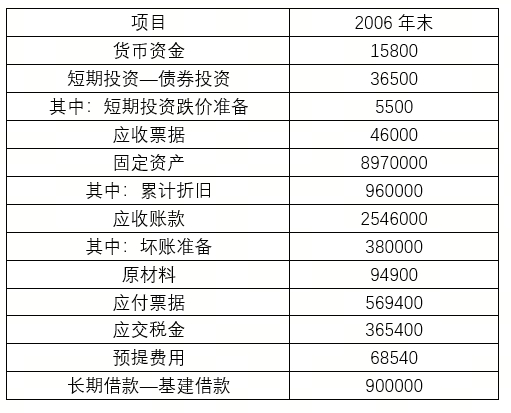 项目 2006 年末
货币资金 15800
短期投资—债券投资 36500
其中：短期投资跌价准备 5500
应收票据 46000
固定资产 8970000
其中：累计折旧 960000
应收账款 2546000
其中：坏账准备 380000
原材料 94900
应付票据 569400
应交税金 365400
预提费用 68540
长期借款—基建借款 900000